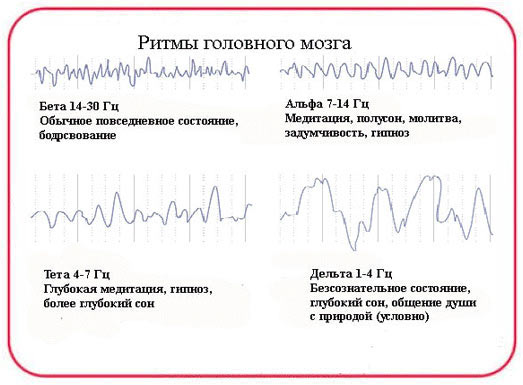 Ритмы головного мозга
Бета 14-30 Гц
Обычное повседневное состояние,
бодрсвование
Альфа 7-14 Гц
Медитация, полусон, молитва,
задумчивость, гипноз
Тета 4-7 Гц
Глубокая медитация, гипноз,
более глубокий сон
Дельта 1-4 Гц
Безсознательное состояние,
глубокий сон, общение души
с природой (условно)